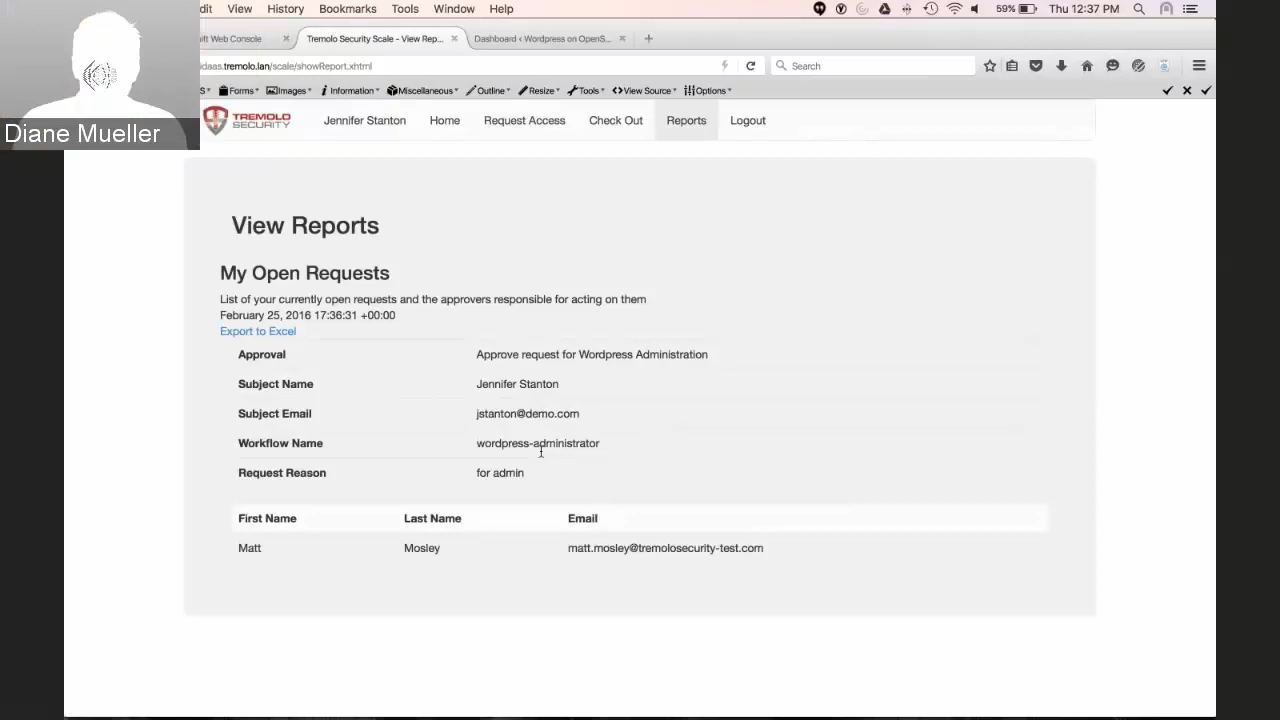 dit View History Bookmarks Tools Window Help 59% Thu 12:37 PM
ift Web Console Tremolo Security Scale - View Rep... Dashboard ‹ Wordpress on OpenS...
idaas.tremolo.lan/scale/showReport.xhtml Search
S Forms Images Information Miscellaneous Outline Resize Tools View Source Options
Diane Mueller
TREMOLO SECURITY Jennifer Stanton Home Request Access Check Out Reports Logout
View Reports
My Open Requests
List of your currently open requests and the approvers responsible for acting on them
February 25, 2016 17:36:31 +00:00
Export to Excel
Approval Approve request for Wordpress Administration
Subject Name Jennifer Stanton
Subject Email jstanton@demo.com
Workflow Name wordpress-administrator
Request Reason for admin
First Name Last Name Email
Matt Mosley matt.mosley@tremolosecurity-test.com